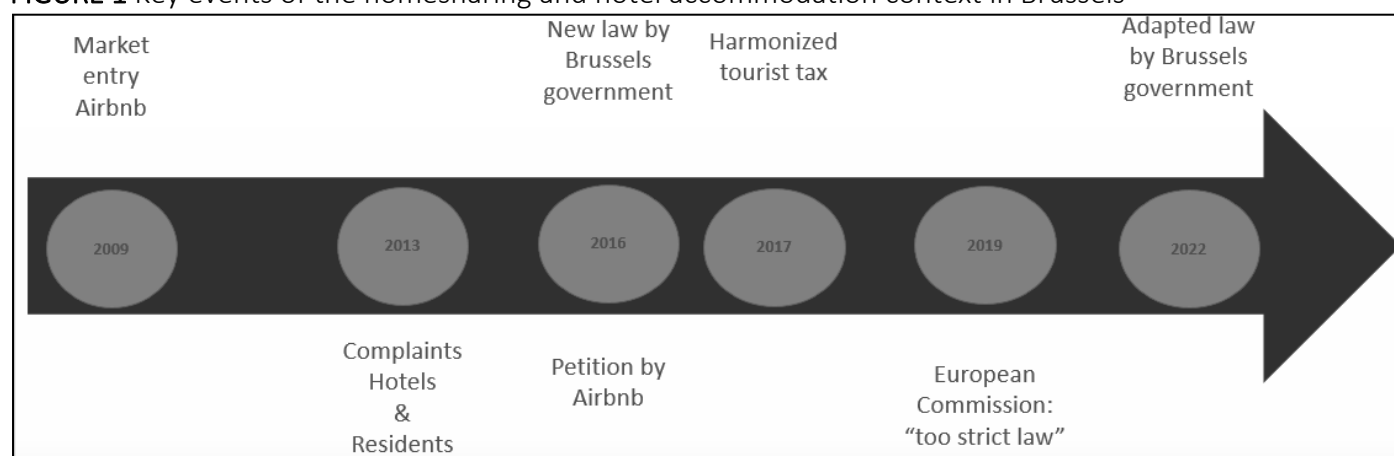 FIGURE 1 Key events of the homesharing and hotel accommodation context in Brussels
Market
entry
Airbnb
New law by
Brussels
government
Harmonized
tourist tax
Adapted law
by Brussels
government
2009
2013
2016
2017
2019
2022
Complaints
Hotels
&
Residents
Petition by
Airbnb
European
Commission:
“too strict law”